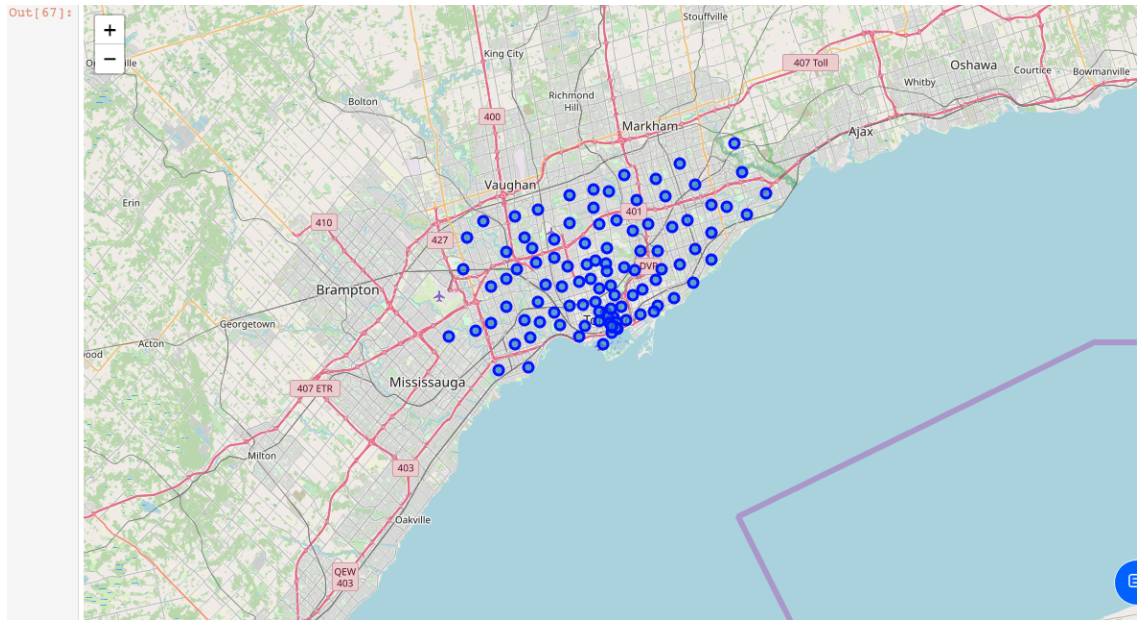 Out[67]:
+
−
Stouffville
King City
407 Toll
Oshawa
Courtice
Bowmanville
Whitby
Richmond
Hill
Bolton
400
Markham
Ajax
Vaughan
Erin
401
410
427
DVP
Brampton
Georgetown
Acton
Mississauga
407 ETR
Milton
403
Oakville
QEW
403